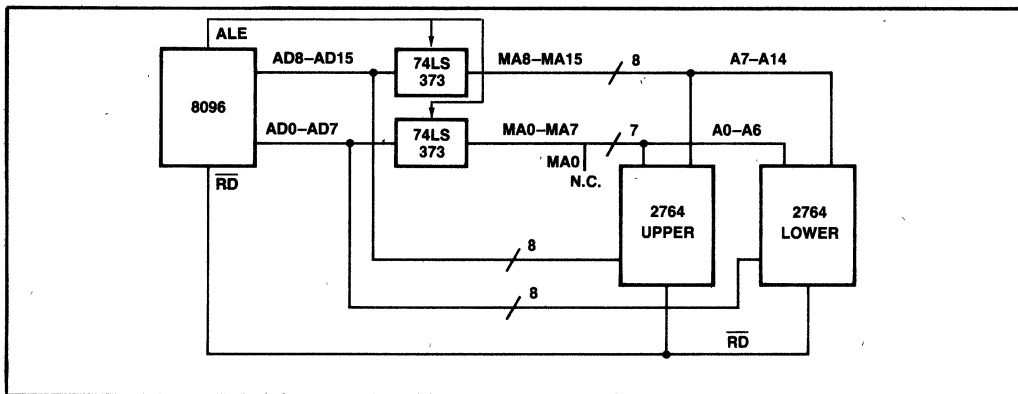 ALE
AD8–AD15
74LS
373
MA8–MA15
8
A7–A14
8096
AD0–AD7
74LS
373
MA0–MA7
7
A0–A6
MA0
N.C.
RD
2764
UPPER
2764
LOWER
8
8
RD